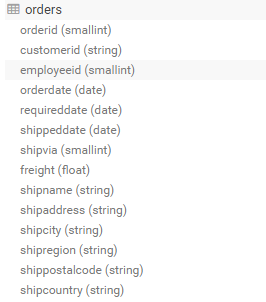 orders
orderid (smallint)
customerid (string)
employeeid (smallint)
orderdate (date)
requireddate (date)
shippeddate (date)
shipvia (smallint)
freight (float)
shipname (string)
shipaddress (string)
shipcity (string)
shipregion (string)
shippostalcode (string)
shipcountry (string)